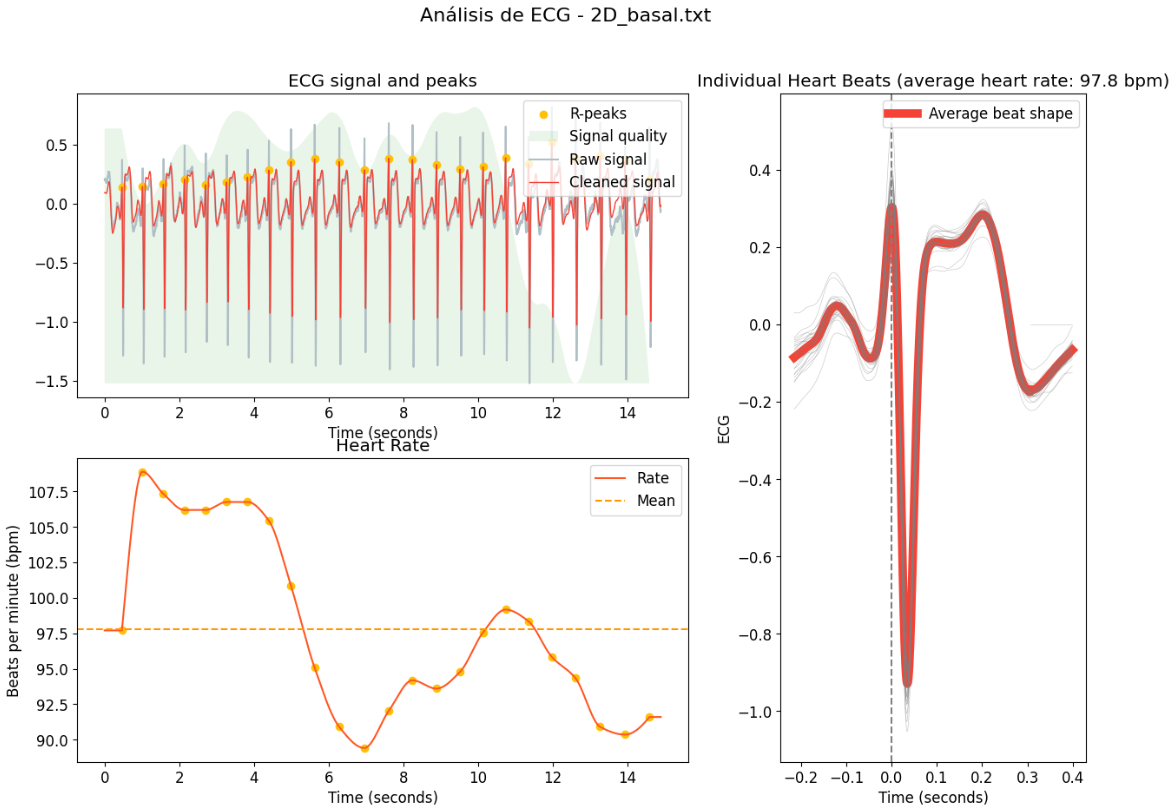 Análisis de ECG - 2D_basal.txt
ECG signal and peaks
R-peaks
Signal quality
Raw signal
Cleaned signal
0.5
0.0
−0.5
−1.0
−1.5
0 2 4 6 8 10 12 14
Time (seconds)
Heart Rate
Rate
Mean
Beats per minute (bpm)
107.5
105.0
102.5
100.0
97.5
95.0
92.5
90.0
0 2 4 6 8 10 12 14
Time (seconds)
Individual Heart Beats (average heart rate: 97.8 bpm)
Average beat shape
ECG
0.4
0.2
0.0
−0.2
−0.4
−0.6
−0.8
−1.0
−0.2 −0.1 0.0 0.1 0.2 0.3 0.4
Time (seconds)